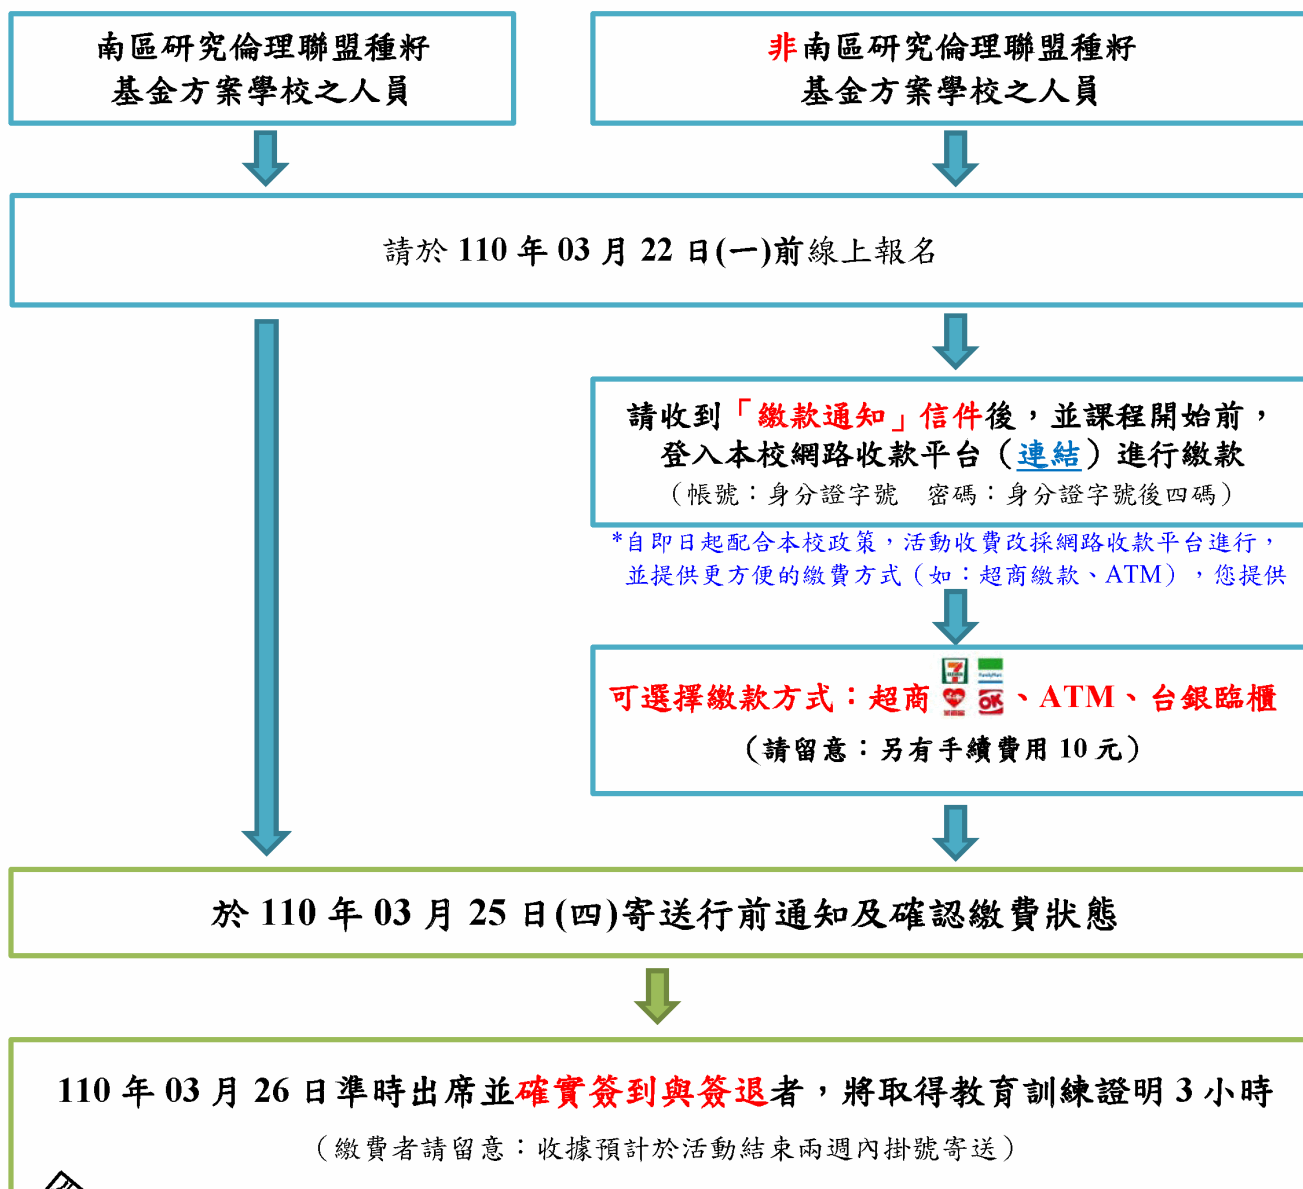 南區研究倫理聯盟種籽
基金方案學校之人員
非南區研究倫理聯盟種籽
基金方案學校之人員
請於 110 年 03 月 22 日(一)前線上報名
請收到「繳款通知」信件後，並課程開始前，
登入本校網路收款平台（連結）進行繳款
（帳號：身分證字號　密碼：身分證字號後四碼）
*自即日起配合本校政策，活動收費改採網路收款平台進行，
並提供更方便的繳費方式（如：超商繳款、ATM），您提供
可選擇繳款方式：超商 7 FamilyMart OK、ATM、台銀臨櫃
（請留意：另有手續費用 10 元）
於 110 年 03 月 25 日(四)寄送行前通知及確認繳費狀態
110 年 03 月 26 日準時出席並確實簽到與簽退者，將取得教育訓練證明 3 小時
（繳費者請留意：收據預計於活動結束兩週內掛號寄送）